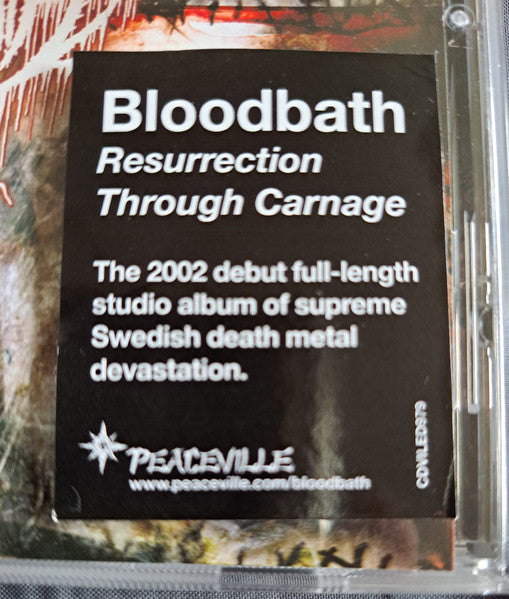 Bloodbath
Resurrection
Through Carnage
The 2002 debut full-length
studio album of supreme
Swedish death metal
devastation.
PEACEVILLE
www.peaceville.com/bloodbath
CDVILED979